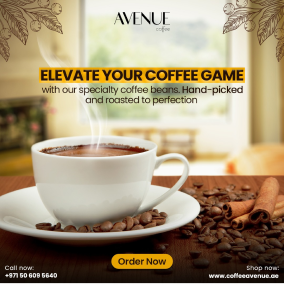 AVENUE
coffee
ELEVATE YOUR COFFEE GAME
with our specialty coffee beans. Hand-picked
and roasted to perfection
Order Now
Call now:
+971 50 609 5640
Shop now:
www.coffeeavenue.ae